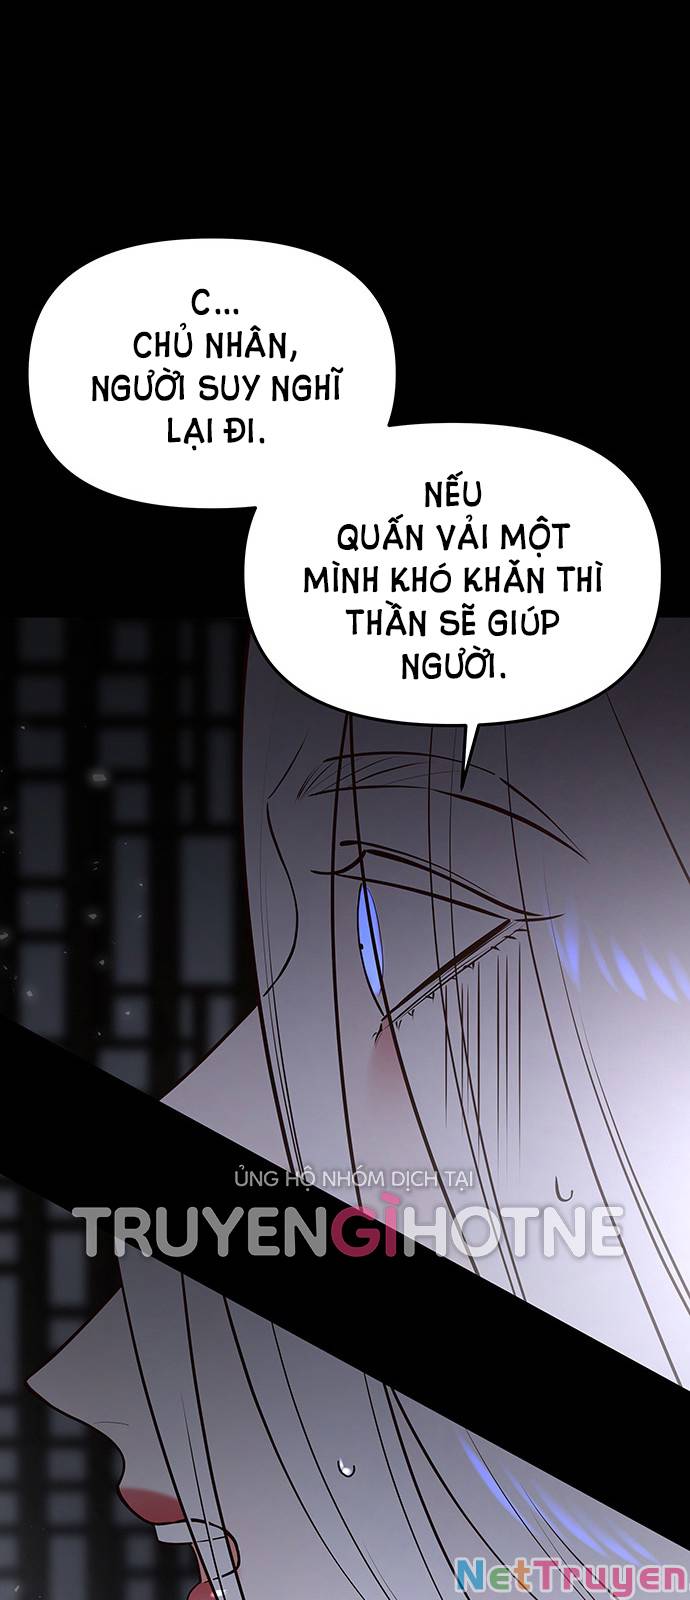 C...
CHỦ NHÂN,
NGƯỜI SUY NGHĨ
LẠI ĐI.
NẾU
QUẤN VẢI MỘT
MÌNH KHÓ KHĂN THÌ
THẦN SẼ GIÚP
NGƯỜI.
ỦNG HỘ NHÓM DỊCH TẠI
TRUYENGIHOTNE
NetTruyen